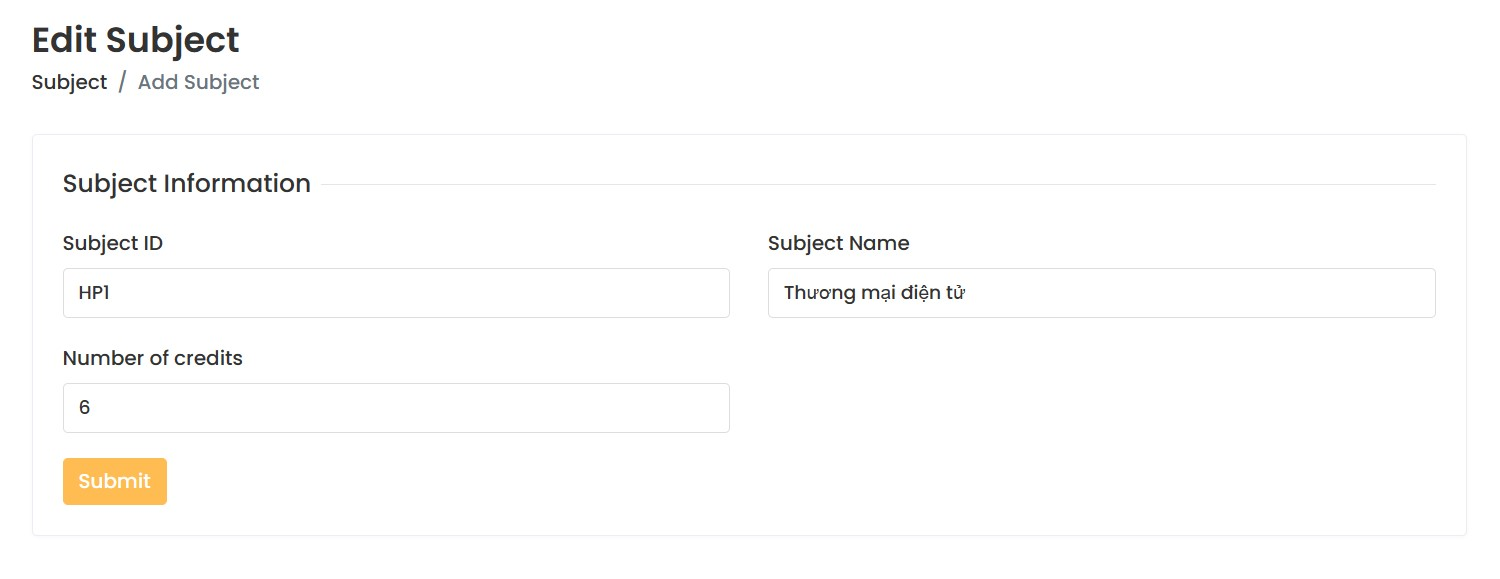 Edit Subject
Subject / Add Subject
Subject Information
Subject ID
Subject Name
HP1
Thương mại điện tử
Number of credits
6
Submit